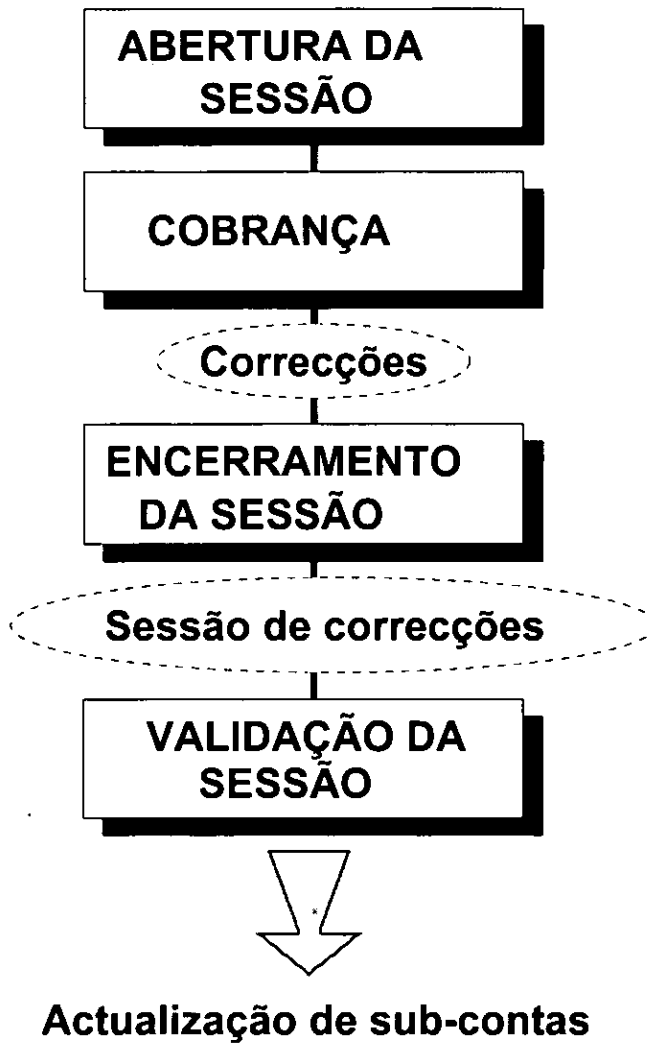 ABERTURA DA
SESSÃO
COBRANÇA
Correcções
ENCERRAMENTO
DA SESSÃO
Sessão de correcções
VALIDAÇÃO DA
SESSÃO
Actualização de sub-contas